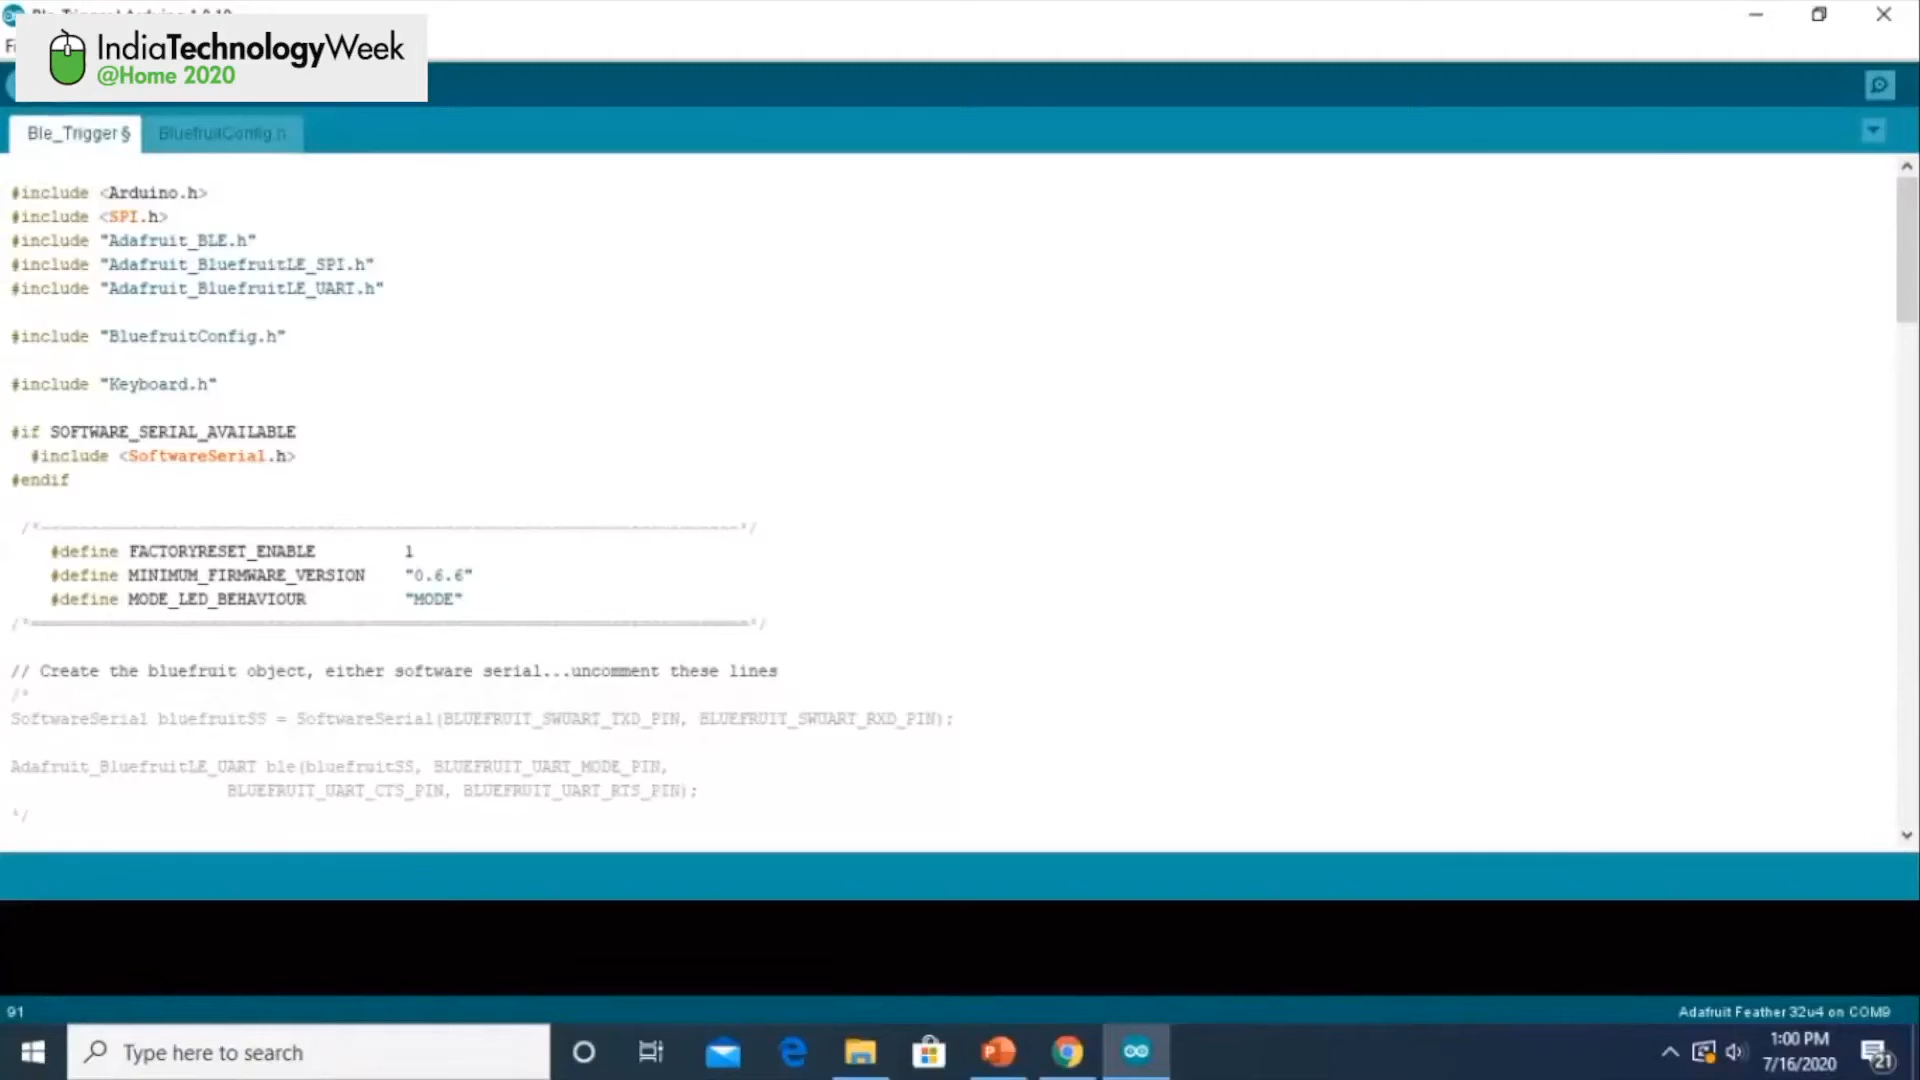 IndiaTechnologyWeek
@Home 2020
Ble_Trigger §
BluefruitConfig.h
#include <Arduino.h>
#include <SPI.h>
#include "Adafruit_BLE.h"
#include "Adafruit_BluefruitLE_SPI.h"
#include "Adafruit_BluefruitLE_UART.h"
#include "BluefruitConfig.h"
#include "Keyboard.h"
#if SOFTWARE_SERIAL_AVAILABLE
#include <SoftwareSerial.h>
#endif
#define FACTORYRESET_ENABLE 1
#define MINIMUM_FIRMWARE_VERSION "0.6.6"
#define MODE_LED_BEHAVIOUR "MODE"
// Create the bluefruit object, either software serial...uncomment these lines
/*
SoftwareSerial bluefruitSS = SoftwareSerial(BLUEFRUIT_SWUART_TXD_PIN, BLUEFRUIT_SWUART_RXD_PIN);
Adafruit_BluefruitLE_UART ble(bluefruitSS, BLUEFRUIT_UART_MODE_PIN,
BLUEFRUIT_UART_CTS_PIN, BLUEFRUIT_UART_RTS_PIN);
*/
91
Adafruit Feather 32u4 on COM9
Type here to search
1:00 PM
7/16/2020
21